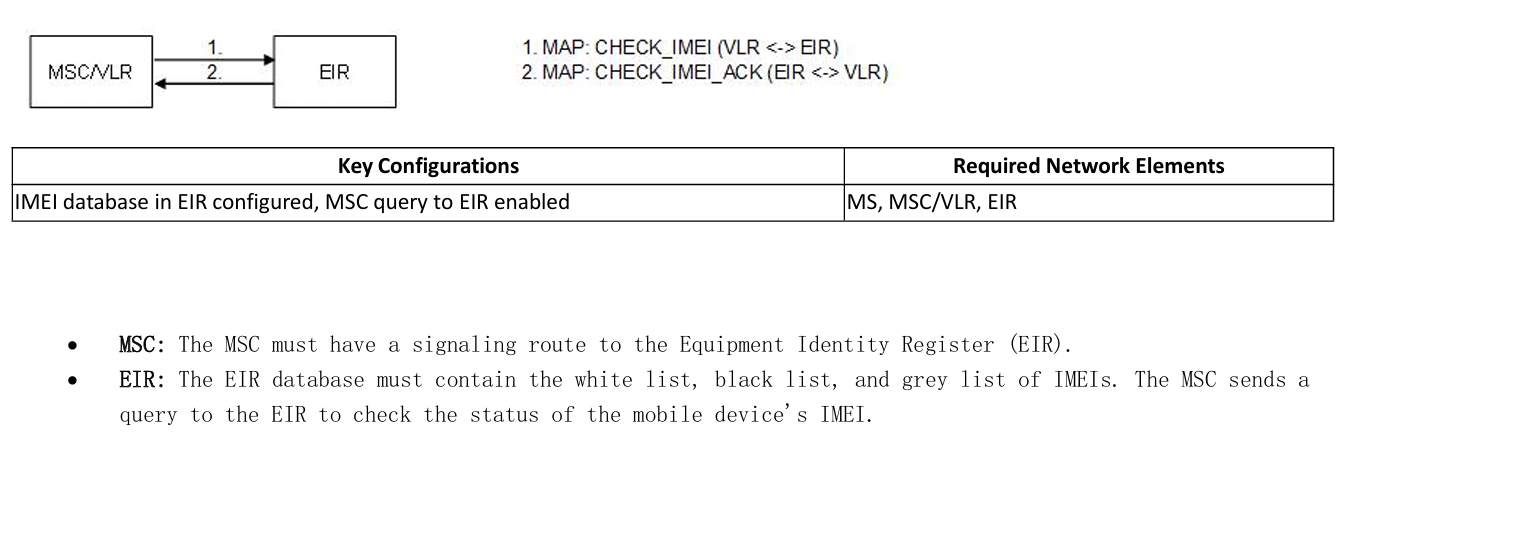 1.
2.
MSC/VLR
EIR
1. MAP: CHECK_IMEI (VLR <-> EIR)
2. MAP: CHECK_IMEI_ACK (EIR <-> VLR)
Key Configurations
Required Network Elements
IMEI database in EIR configured, MSC query to EIR enabled
MS, MSC/VLR, EIR
• MSC: The MSC must have a signaling route to the Equipment Identity Register (EIR).
• EIR: The EIR database must contain the white list, black list, and grey list of IMEIs. The MSC sends a
query to the EIR to check the status of the mobile device's IMEI.